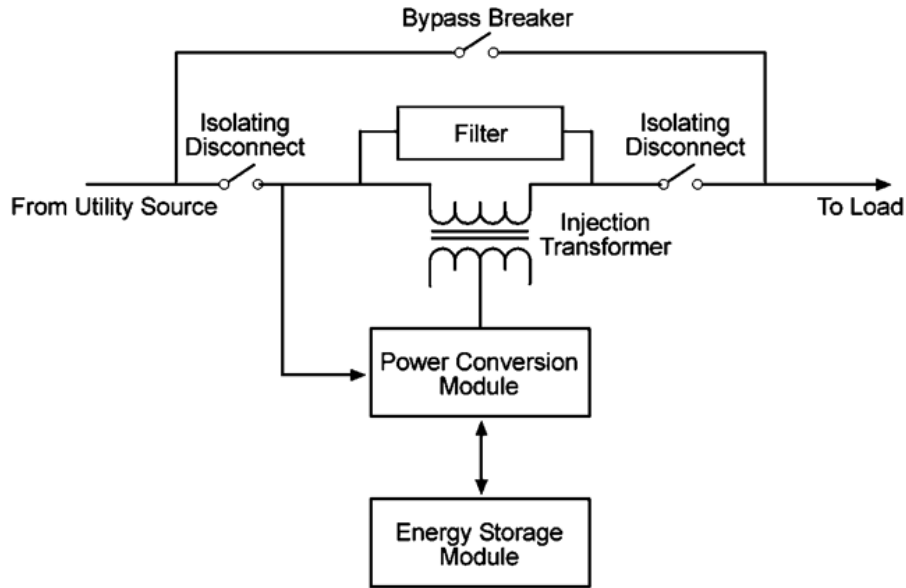 Bypass Breaker
Isolating
Disconnect
Filter
Isolating
Disconnect
From Utility Source
To Load
Injection
Transformer
Power Conversion
Module
Energy Storage
Module